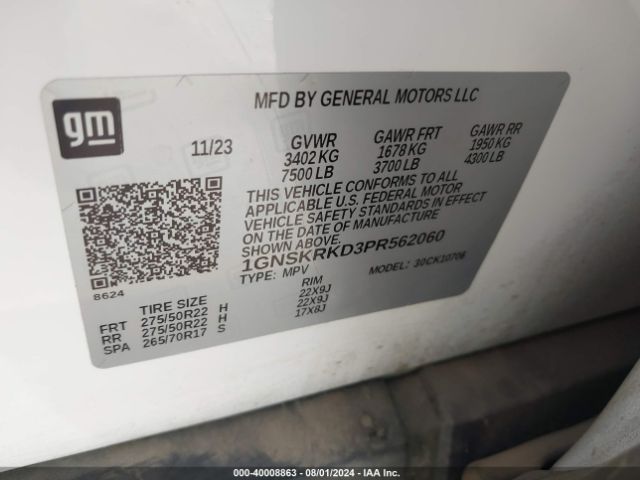 MFD BY GENERAL MOTORS LLC
gm
11/23 GVWR GAWR FRT GAWR RR
3402 KG 1678 KG 1950 KG
7500 LB 3700 LB 4300 LB
THIS VEHICLE CONFORMS TO ALL
APPLICABLE U.S. FEDERAL MOTOR
VEHICLE SAFETY STANDARDS IN EFFECT
ON THE DATE OF MANUFACTURE
SHOWN ABOVE.
1GNSKRKD3PR562060
TYPE: MPV MODEL: 30CK10706
8624
TIRE SIZE RIM
FRT 275/50R22 H 22X9J
RR 275/50R22 H 22X9J
SPA 265/70R17 S 17X8J
000-40008863 - 08/01/2024 - IAA Inc.